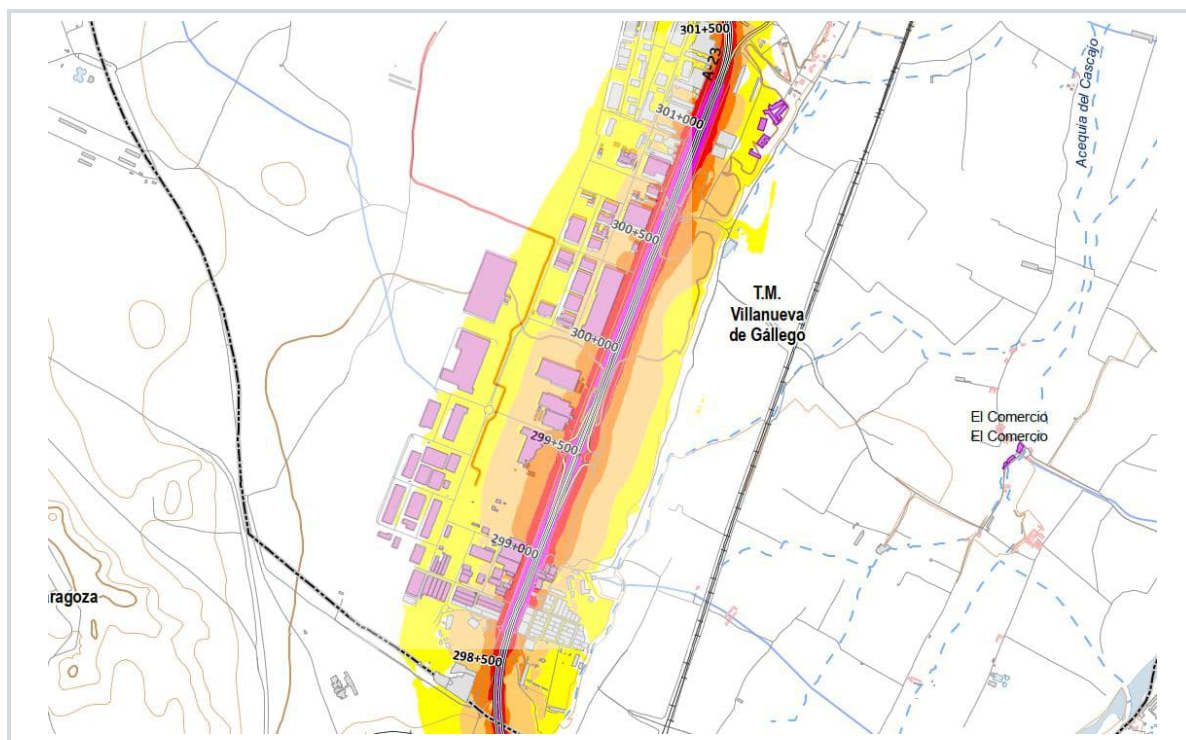 301+500
A-23
Acequia del Cascajo
301+000
300+500
T.M.
Villanueva
de Gállego
300+000
El Comercio
El Comercio
299+500
299+000
ragoza
298+500